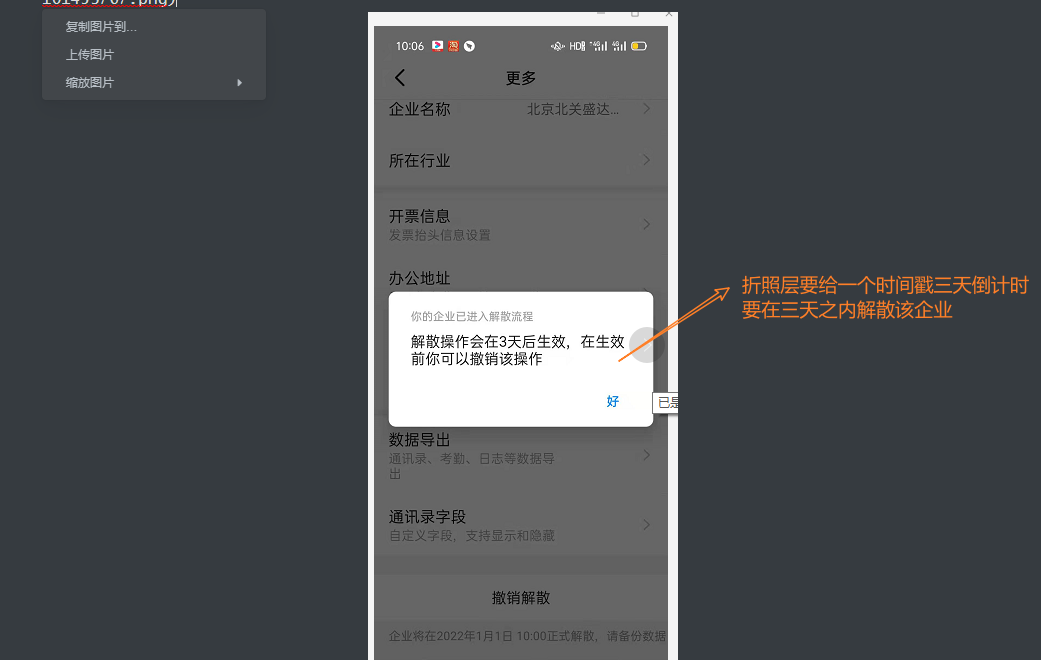 复制图片到...
上传图片
缩放图片
10:06
HD
更多
企业名称
北京北关盛达...
所在行业
开票信息
发票抬头信息设置
办公地址
你的企业已进入解散流程
解散操作会在3天后生效，在生效
前你可以撤销该操作
好
已是
折照层要给一个时间戳三天倒计时
要在三天之内解散该企业
数据导出
通讯录、考勤、日志等数据导
出
通讯录字段
自定义字段，支持显示和隐藏
撤销解散
企业将在2022年1月1日 10:00正式解散，请备份数据